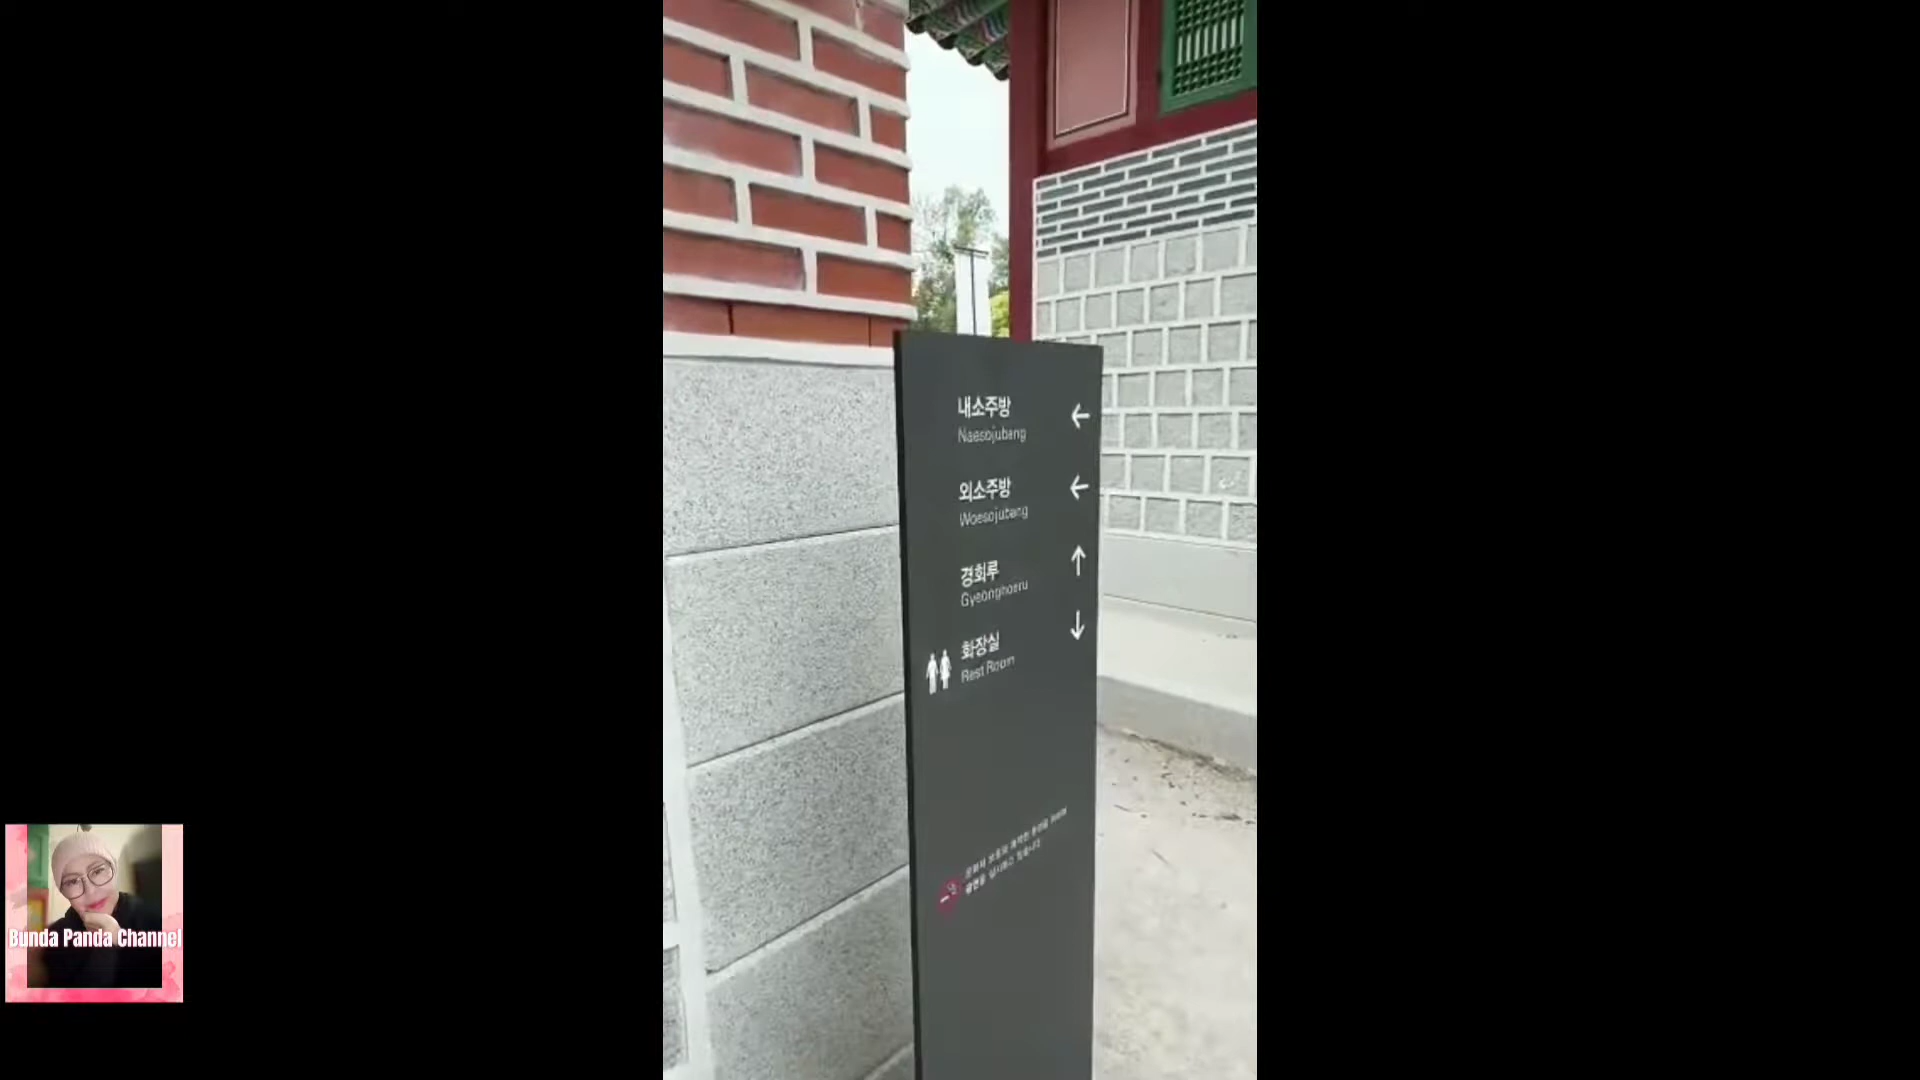 내소주방
Naesojubang
외소주방
Woesojubang
경회루
Gyeonghoeru
화장실
Rest Room
Bunda Panda Channel